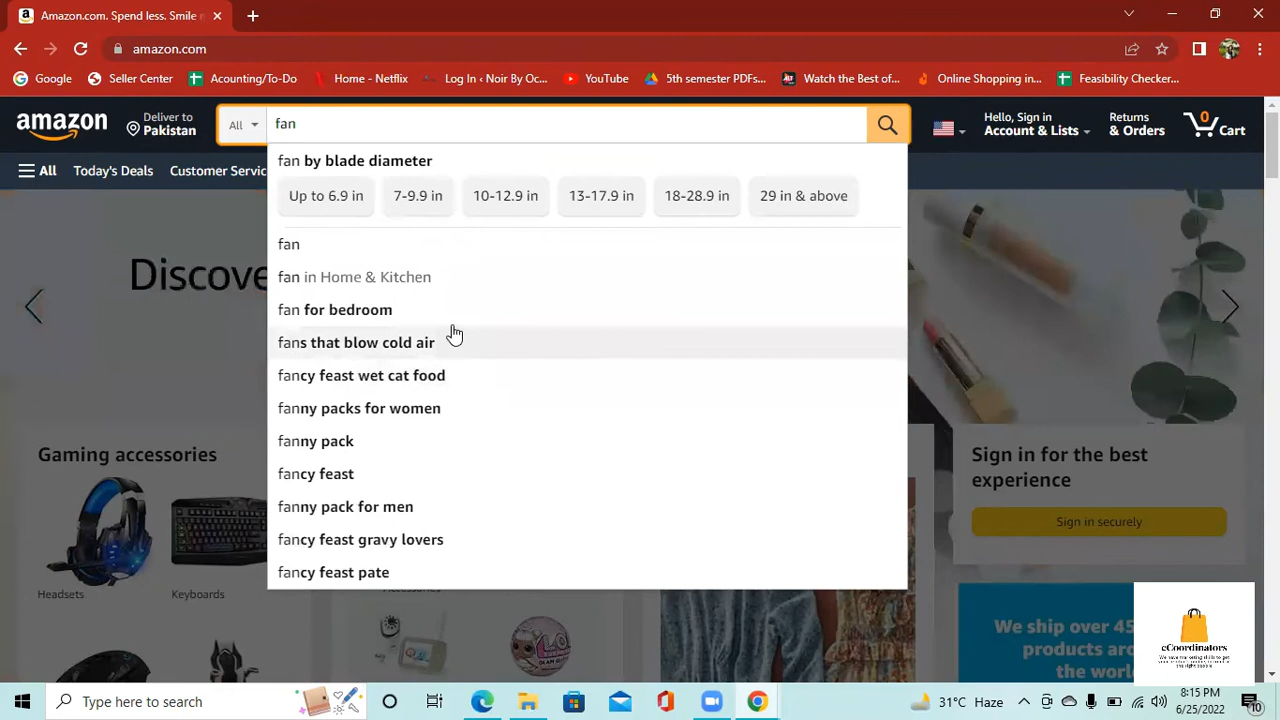 Amazon.com. Spend less. Smile m
amazon.com
Google
Seller Center
Acounting/To-Do
Home - Netflix
Log In ‹ Noir By Oc...
YouTube
5th semester PDFs...
Watch the Best of...
Online Shopping in...
Feasibility Checker...
amazon
Deliver to
Pakistan
All
fan
Hello, Sign in
Account & Lists
Returns
& Orders
0
Cart
All
Today's Deals
Customer Servic
fan by blade diameter
Up to 6.9 in
7-9.9 in
10-12.9 in
13-17.9 in
18-28.9 in
29 in & above
fan
fan in Home & Kitchen
fan for bedroom
fans that blow cold air
fancy feast wet cat food
fanny packs for women
fanny pack
fancy feast
fanny pack for men
fancy feast gravy lovers
fancy feast pate
Discove
Gaming accessories
Headsets
Keyboards
Accessories
Sign in for the best
experience
Sign in securely
We ship over 45
products aro
the world
eCoordinators
Type here to search
31°C Haze
8:15 PM
6/25/2022
10